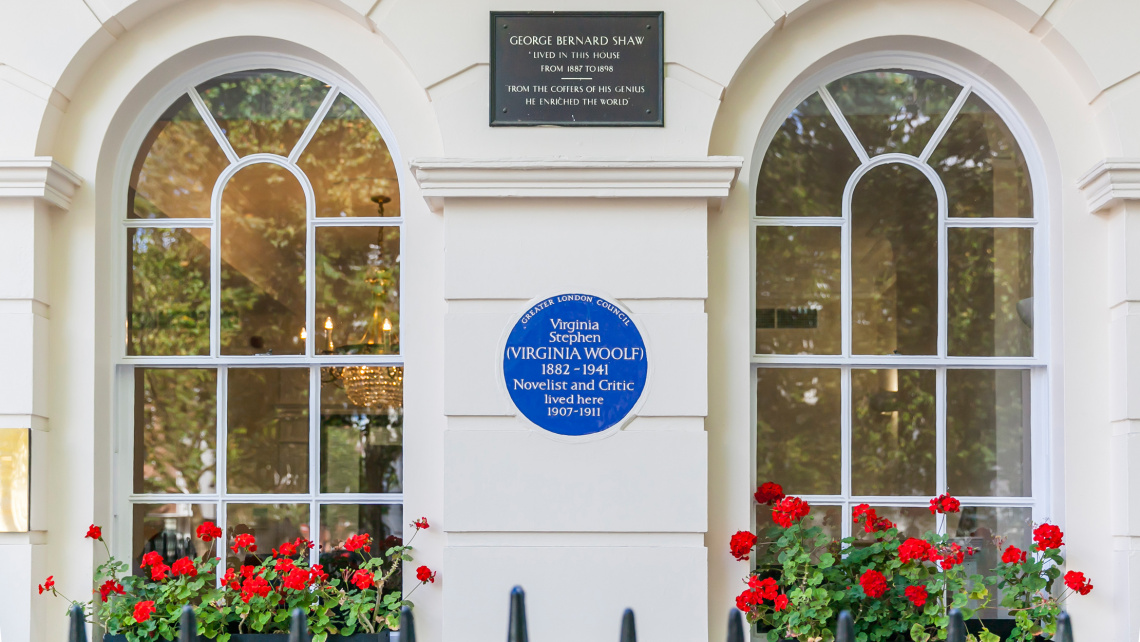 GEORGE BERNARD SHAW
LIVED IN THIS HOUSE
FROM 1887 TO 1898
'FROM THE COFFERS OF HIS GENIUS
HE ENRICHED THE WORLD'
GREATER LONDON COUNCIL
Virginia
Stephen
(VIRGINIA WOOLF)
1882 - 1941
Novelist and Critic
lived here
1907-1911